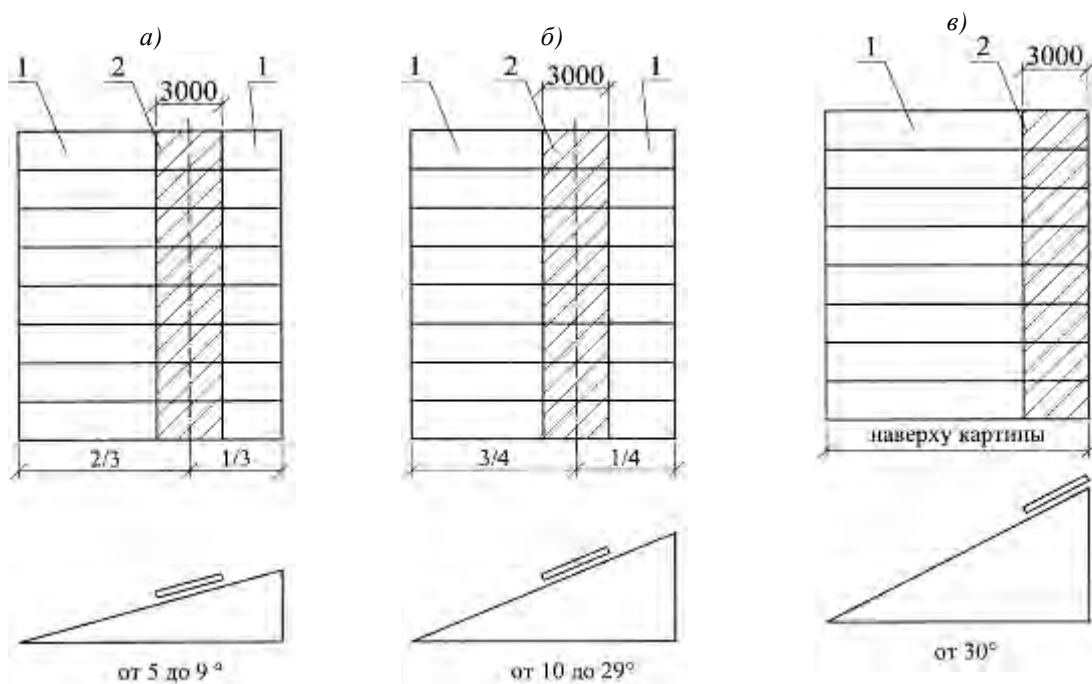 а)
1
2
3000
1
2/3
1/3
от 5 до 9 °
б)
1
2
3000
1
3/4
1/4
от 10 до 29°
в)
1
2
3000
наверху картины
от 30°